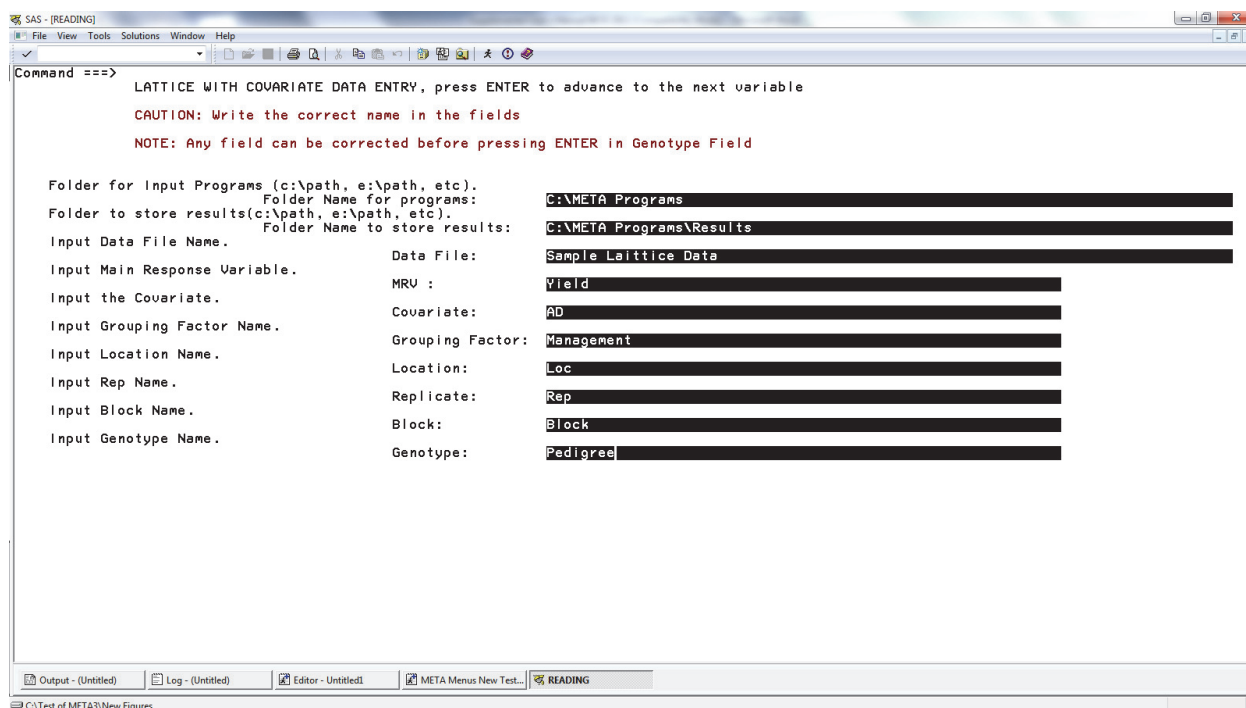 SAS - [READING]
File View Tools Solutions Window Help
Command ===>
LATTICE WITH COVARIATE DATA ENTRY, press ENTER to advance to the next variable
CAUTION: Write the correct name in the fields
NOTE: Any field can be corrected before pressing ENTER in Genotype Field
Folder for Input Programs (c:\path, e:\path, etc).
Folder Name for programs: C:\META Programs
Folder to store results(c:\path, e:\path, etc).
Folder Name to store results: C:\META Programs\Results
Input Data File Name.
Data File: Sample Laittice Data
Input Main Response Variable.
MRV : Yield
Input the Covariate.
Covariate: AD
Input Grouping Factor Name.
Grouping Factor: Management
Input Location Name.
Location: Loc
Input Rep Name.
Replicate: Rep
Input Block Name.
Block: Block
Input Genotype Name.
Genotype: Pedigree
Output - (Untitled) Log - (Untitled) Editor - Untitled1 META Menus New Test... READING
C:\Test of META3\New Figures